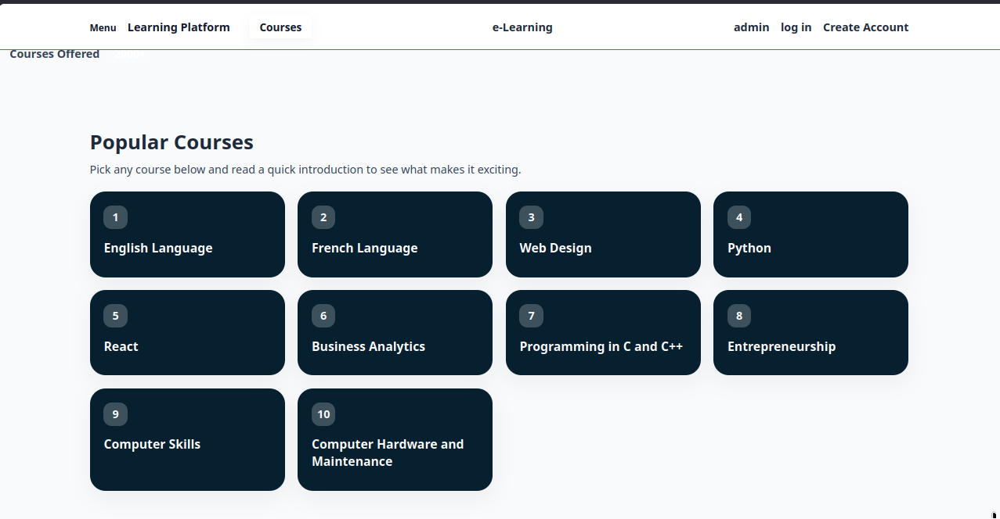 Menu Learning Platform Courses e-Learning admin log in Create Account
Courses Offered
Popular Courses
Pick any course below and read a quick introduction to see what makes it exciting.
1
English Language
2
French Language
3
Web Design
4
Python
5
React
6
Business Analytics
7
Programming in C and C++
8
Entrepreneurship
9
Computer Skills
10
Computer Hardware and
Maintenance